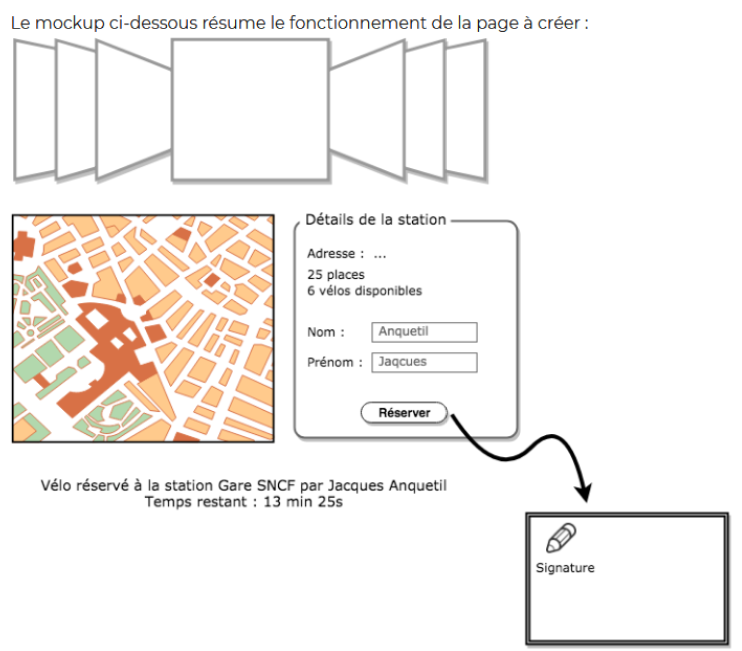 Le mockup ci-dessous résume le fonctionnement de la page à créer :
Détails de la station
Adresse : ...
25 places
6 vélos disponibles
Nom : Anquetil
Prénom : Jaqcues
Réserver
Vélo réservé à la station Gare SNCF par Jacques Anquetil
Temps restant : 13 min 25s
Signature